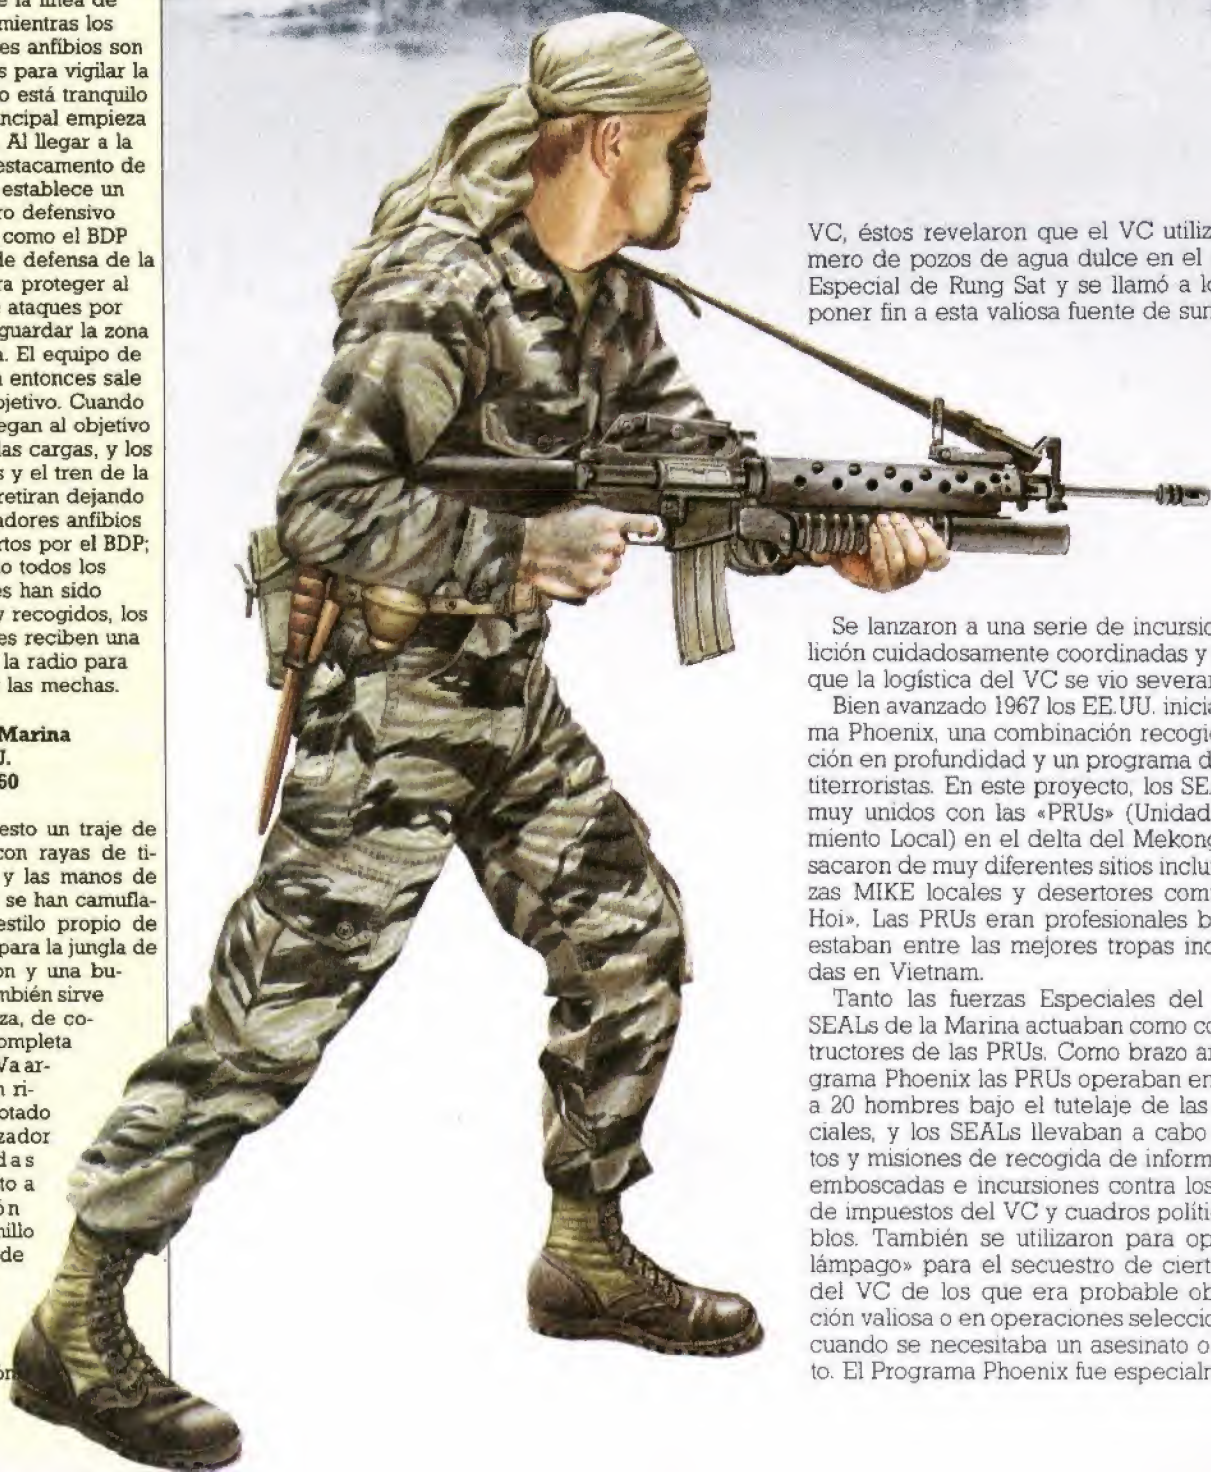 e la línea de
mientras los
es anfibios son
s para vigilar la
o está tranquilo
ncipal empieza
Al llegar a la
estacamento de
establece un
ro defensivo
como el BDP
de defensa de la
ra proteger al
ataques por
guardar la zona
a. El equipo de
n entonces sale
bjetivo. Cuando
egan al objetivo
las cargas, y los
s y el tren de la
retiran dejando
adores anfibios
rtos por el BDP;
o todos los
es han sido
y recogidos, los
es reciben una
la radio para
las mechas.
Marina
J.
60
esto un traje de
con rayas de ti-
y las manos de
se han camufla-
estilo propio de
para la jungla de
on y una bu-
mbién sirve
za, de co-
ompleta
Va ar-
n ri-
otado
zador
das
to a
ón
nillo
de
ón
VC, éstos revelaron que el VC utiliz
mero de pozos de agua dulce en el
Especial de Rung Sat y se llamó a lo
poner fin a esta valiosa fuente de sur
Se lanzaron a una serie de incursio
lición cuidadosamente coordinadas y
que la logística del VC se vio severar
Bien avanzado 1967 los EE.UU. inicia
ma Phoenix, una combinación recogi
ción en profundidad y un programa d
titerroristas. En este proyecto, los SE
muy unidos con las «PRUs» (Unidad
miento Local) en el delta del Mekong
sacaron de muy diferentes sitios inclu
zas MIKE locales y desertores com
Hoi». Las PRUs eran profesionales b
estaban entre las mejores tropas ind
das en Vietnam.
Tanto las fuerzas Especiales del
SEALs de la Marina actuaban como co
tructores de las PRUs. Como brazo ar
grama Phoenix las PRUs operaban en
a 20 hombres bajo el tutelaje de las
ciales, y los SEALs llevaban a cabo
tos y misiones de recogida de inform
emboscadas e incursiones contra los
de impuestos del VC y cuadros políti
blos. También se utilizaron para op
lámpago» para el secuestro de ciert
del VC de los que era probable ob
ción valiosa o en operaciones seleccio
cuando se necesitaba un asesinato o
to. El Programa Phoenix fue especialr